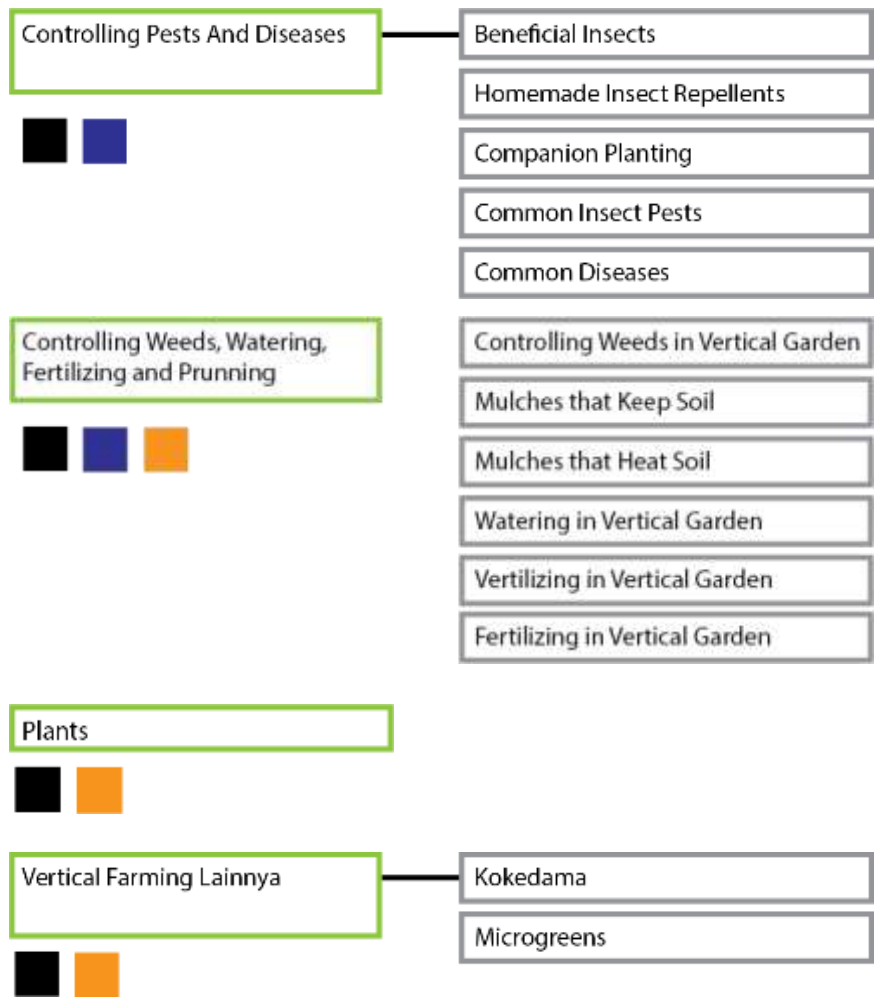 Controlling Pests And Diseases
Beneficial Insects
Homemade Insect Repellents
Companion Planting
Common Insect Pests
Common Diseases
Controlling Weeds, Watering,
Fertilizing and Prunning
Controlling Weeds in Vertical Garden
Mulches that Keep Soil
Mulches that Heat Soil
Watering in Vertical Garden
Vertilizing in Vertical Garden
Fertilizing in Vertical Garden
Plants
Vertical Farming Lainnya
Kokedama
Microgreens